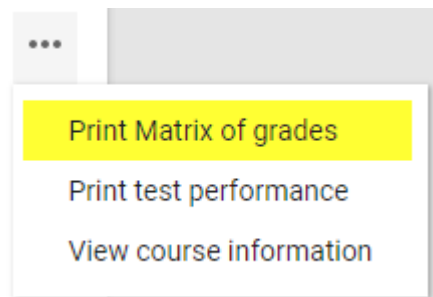 Print Matrix of grades
Print test performance
View course information